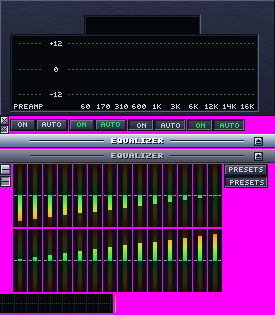 +12
0
-12
PREAMP 60 170 310 600 1K 3K 6K 12K 14K 16K
ON AUTO ON AUTO ON AUTO ON AUTO
EQUALIZER
EQUALIZER
PRESETS
PRESETS